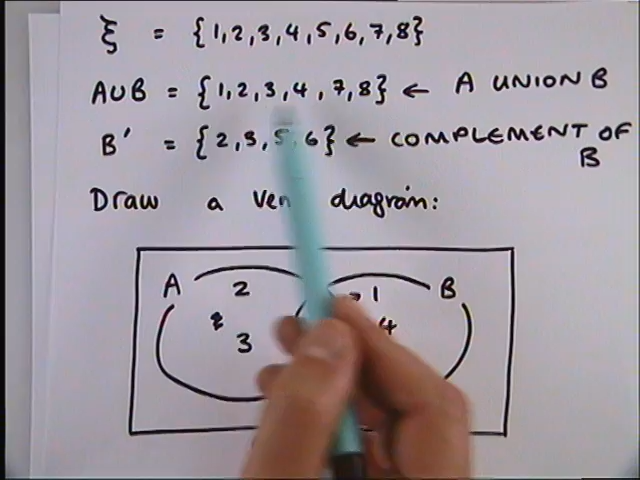 ξ = {1,2,3,4,5,6,7,8}
A∪B = {1,2,3,4,7,8} ← A UNION B
B' = {2,3,5,6} ← COMPLEMENT OF
B
Draw a ven diagram:
A 2 1 B
3 4